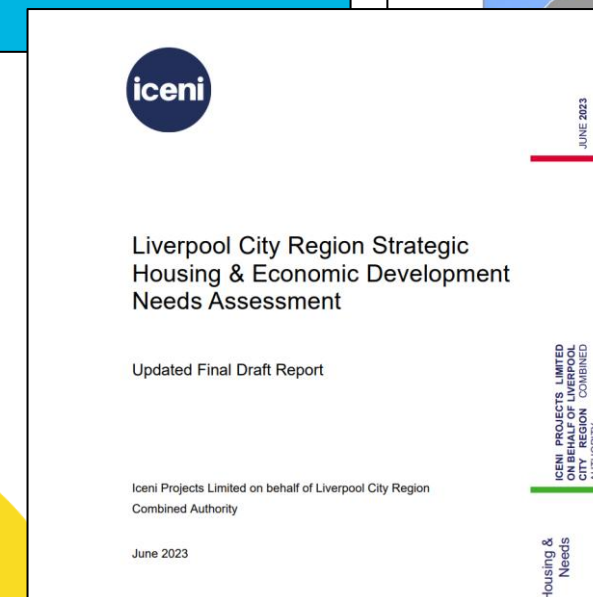 iceni
JUNE 2023
Liverpool City Region Strategic
Housing & Economic Development
Needs Assessment
Updated Final Draft Report
ICENI PROJECTS LIMITED
ON BEHALF OF LIVERPOOL
CITY REGION COMBINED
AUTHORITY
Iceni Projects Limited on behalf of Liverpool City Region
Combined Authority
June 2023
Housing &
Needs